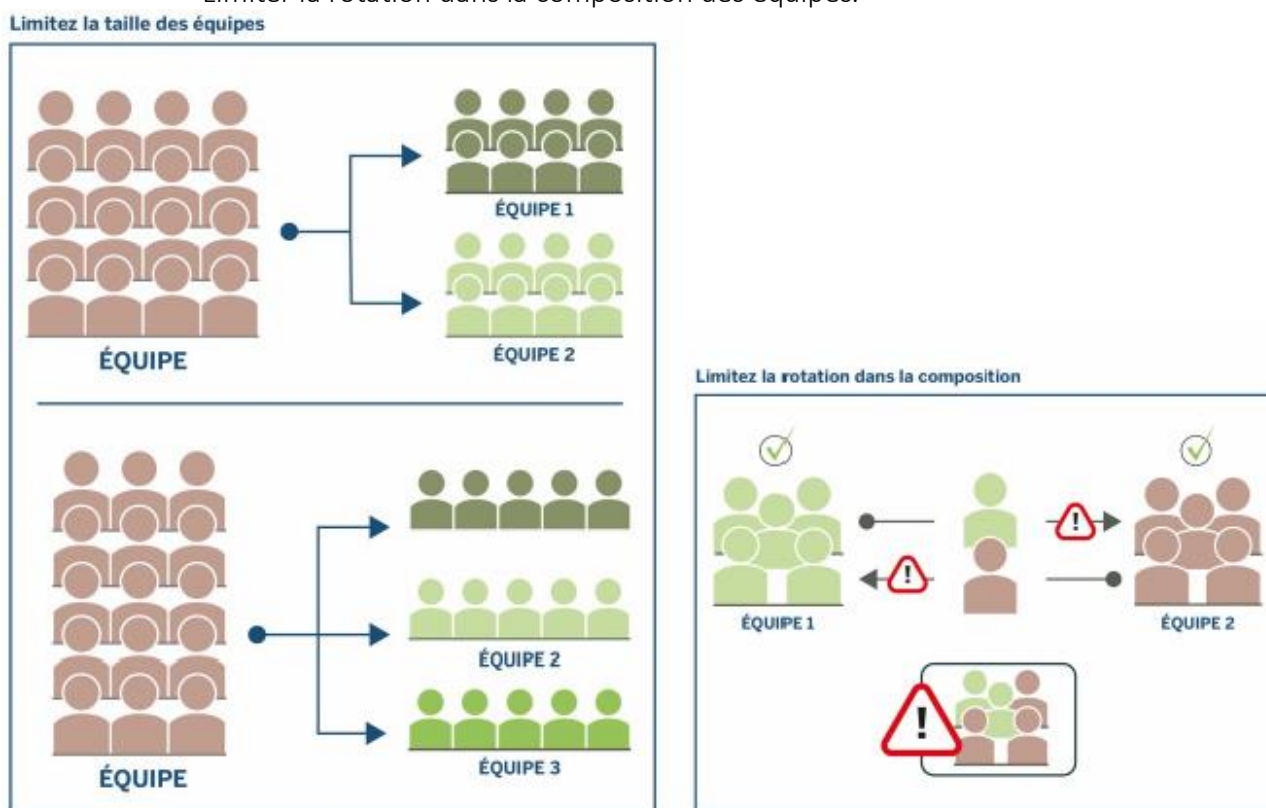 Limiter la rotation dans la composition des équipes.
Limitez la taille des équipes
ÉQUIPE 1
ÉQUIPE 2
ÉQUIPE
ÉQUIPE 2
ÉQUIPE 3
ÉQUIPE
Limitez la rotation dans la composition
!
!
ÉQUIPE 1
ÉQUIPE 2
!